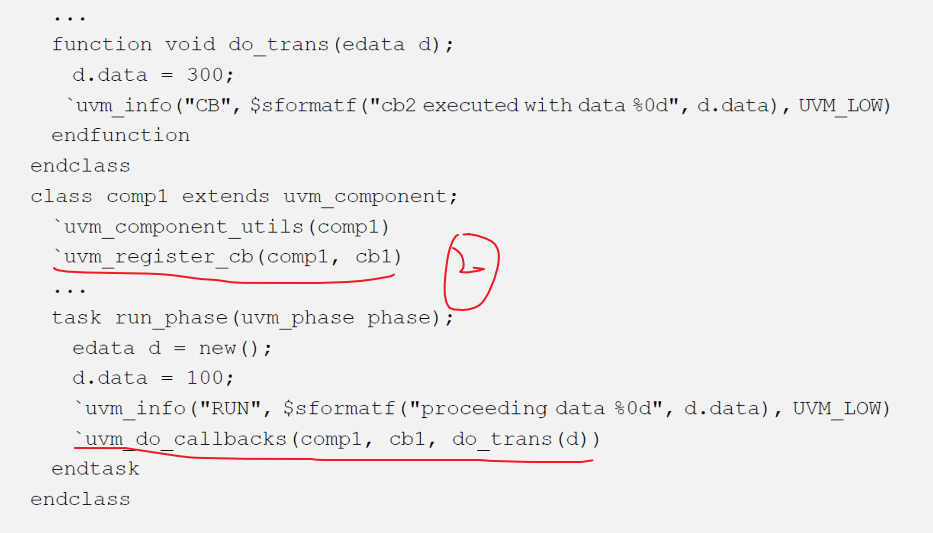 ...
function void do_trans(edata d);
d.data = 300;
`uvm_info("CB", $sformatf("cb2 executed with data %0d", d.data), UVM_LOW)
endfunction
endclass
class comp1 extends uvm_component;
`uvm_component_utils(comp1)
`uvm_register_cb(comp1, cb1)
2
...
task run_phase(uvm_phase phase);
edata d = new();
d.data = 100;
`uvm_info("RUN", $sformatf("proceeding data %0d", d.data), UVM_LOW)
`uvm_do_callbacks(comp1, cb1, do_trans(d))
endtask
endclass